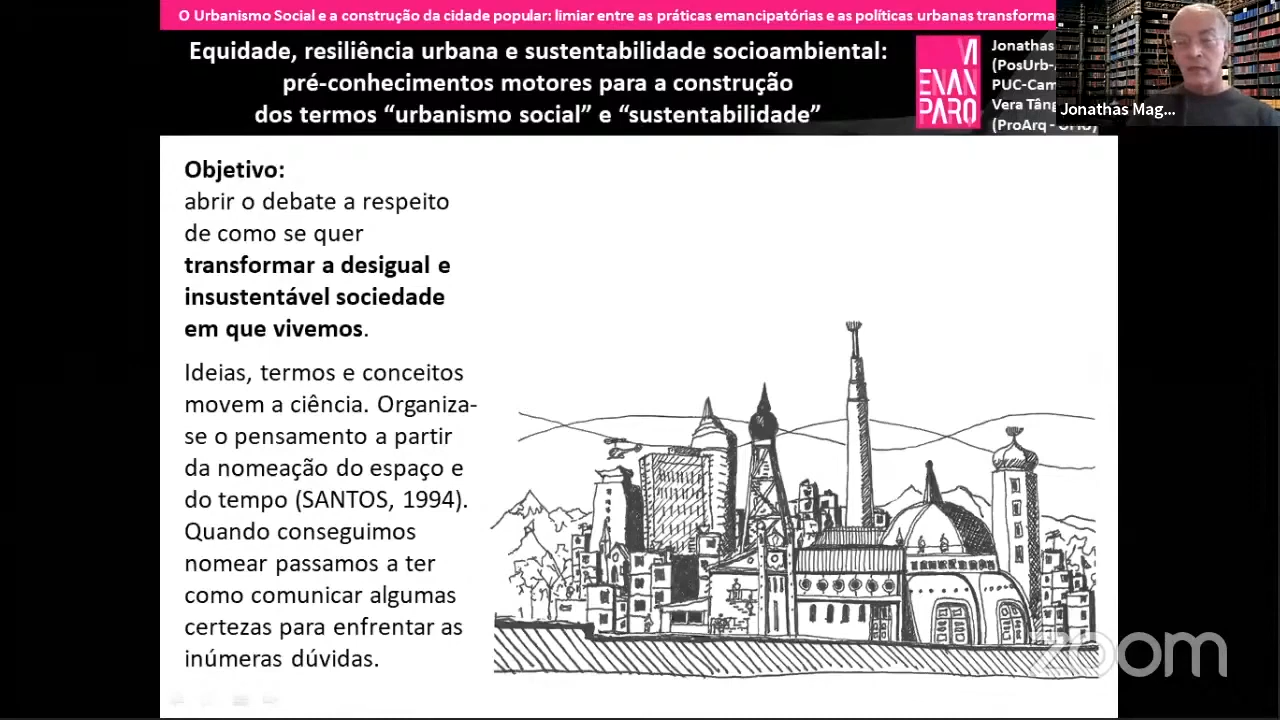 O Urbanismo Social e a construção da cidade popular: limiar entre as práticas emancipatórias e as políticas urbanas transforma
Equidade, resiliência urbana e sustentabilidade socioambiental:
pré-conhecimentos motores para a construção
dos termos “urbanismo social” e “sustentabilidade”
VI
ENAN
PARQ
Jonathas
(PosUrb-
PUC-Cam
Vera Tâng
(ProArq -
Jonathas Mag...
Objetivo:
abrir o debate a respeito
de como se quer
transformar a desigual e
insustentável sociedade
em que vivemos.
Ideias, termos e conceitos
movem a ciência. Organiza-
se o pensamento a partir
da nomeação do espaço e
do tempo (SANTOS, 1994).
Quando conseguimos
nomear passamos a ter
como comunicar algumas
certezas para enfrentar as
inúmeras dúvidas.
zoom